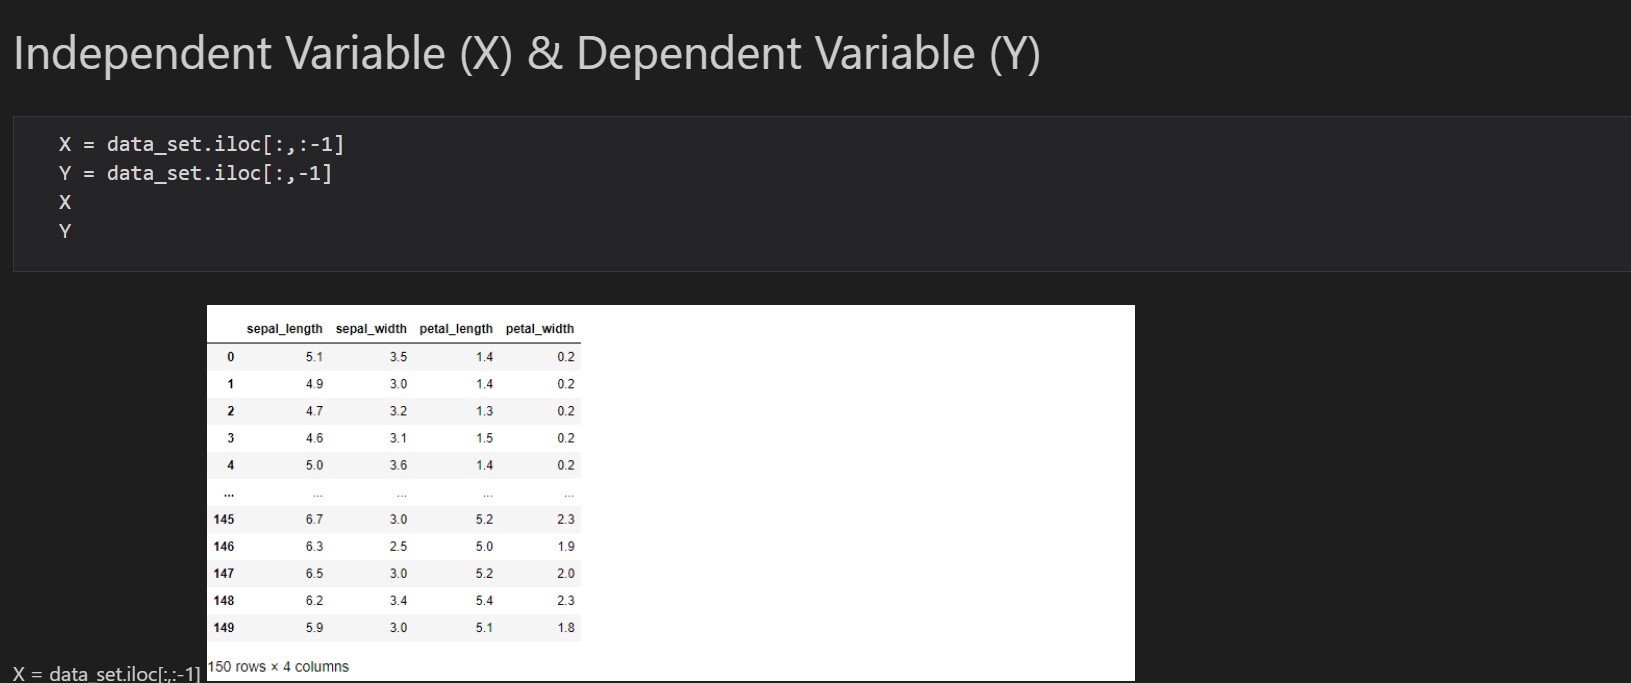 Independent Variable (X) & Dependent Variable (Y)
X = data_set.iloc[:,:-1]
Y = data_set.iloc[:,-1]
X
Y
sepal_length sepal_width petal_length petal_width
0 5.1 3.5 1.4 0.2
1 4.9 3.0 1.4 0.2
2 4.7 3.2 1.3 0.2
3 4.6 3.1 1.5 0.2
4 5.0 3.6 1.4 0.2
... ... ... ... ...
145 6.7 3.0 5.2 2.3
146 6.3 2.5 5.0 1.9
147 6.5 3.0 5.2 2.0
148 6.2 3.4 5.4 2.3
149 5.9 3.0 5.1 1.8
150 rows × 4 columns
X = data_set.iloc[:,:-1]